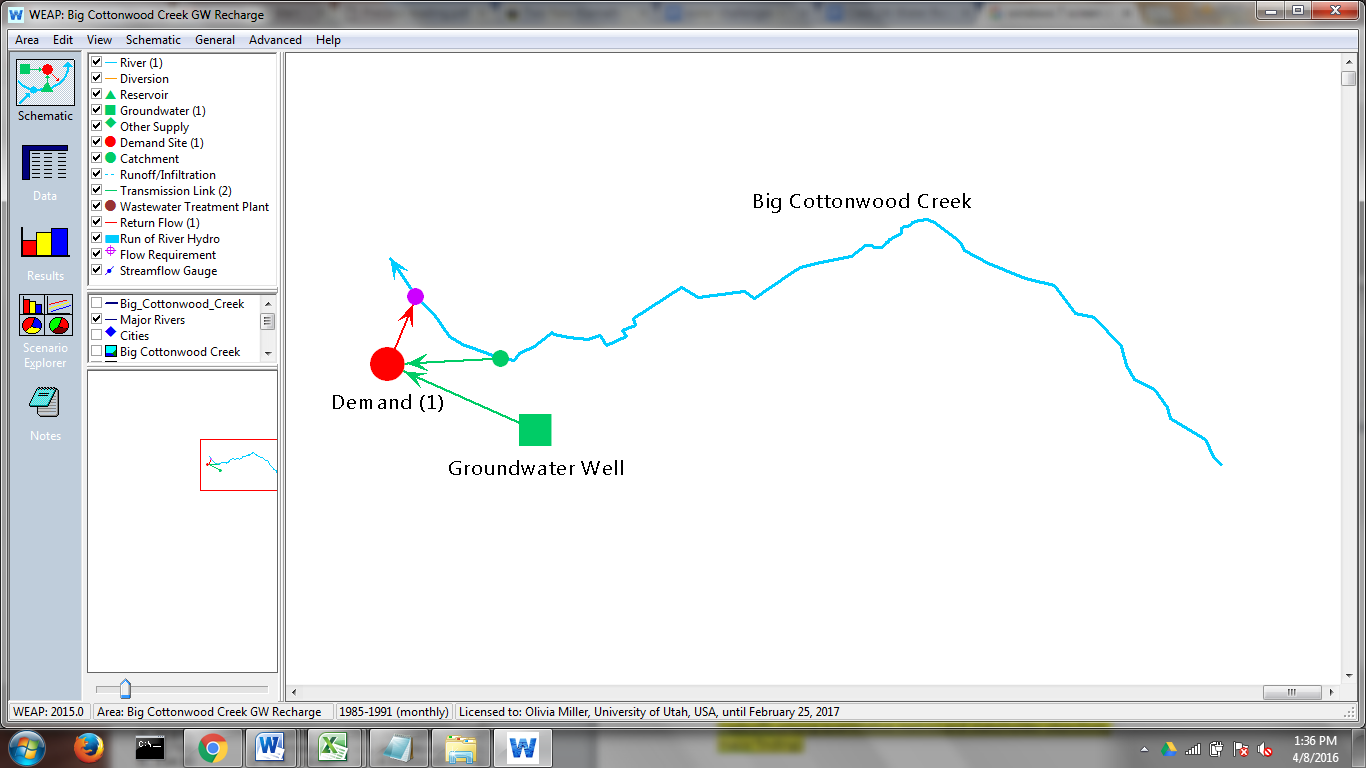 WEAP: Big Cottonwood Creek GW Recharge
Area Edit View Schematic General Advanced Help
Schematic
Data
Results
Scenario
Explorer
Notes
River (1)
Diversion
Reservoir
Groundwater (1)
Other Supply
Demand Site (1)
Catchment
Runoff/Infiltration
Transmission Link (2)
Wastewater Treatment Plant
Return Flow (1)
Run of River Hydro
Flow Requirement
Streamflow Gauge
Big_Cottonwood_Creek
Major Rivers
Cities
Big Cottonwood Creek
Big Cottonwood Creek
Demand (1)
Groundwater Well
WEAP: 2015.0 Area: Big Cottonwood Creek GW Recharge 1985-1991 (monthly) Licensed to: Olivia Miller, University of Utah, USA, until February 25, 2017
1:36 PM
4/8/2016